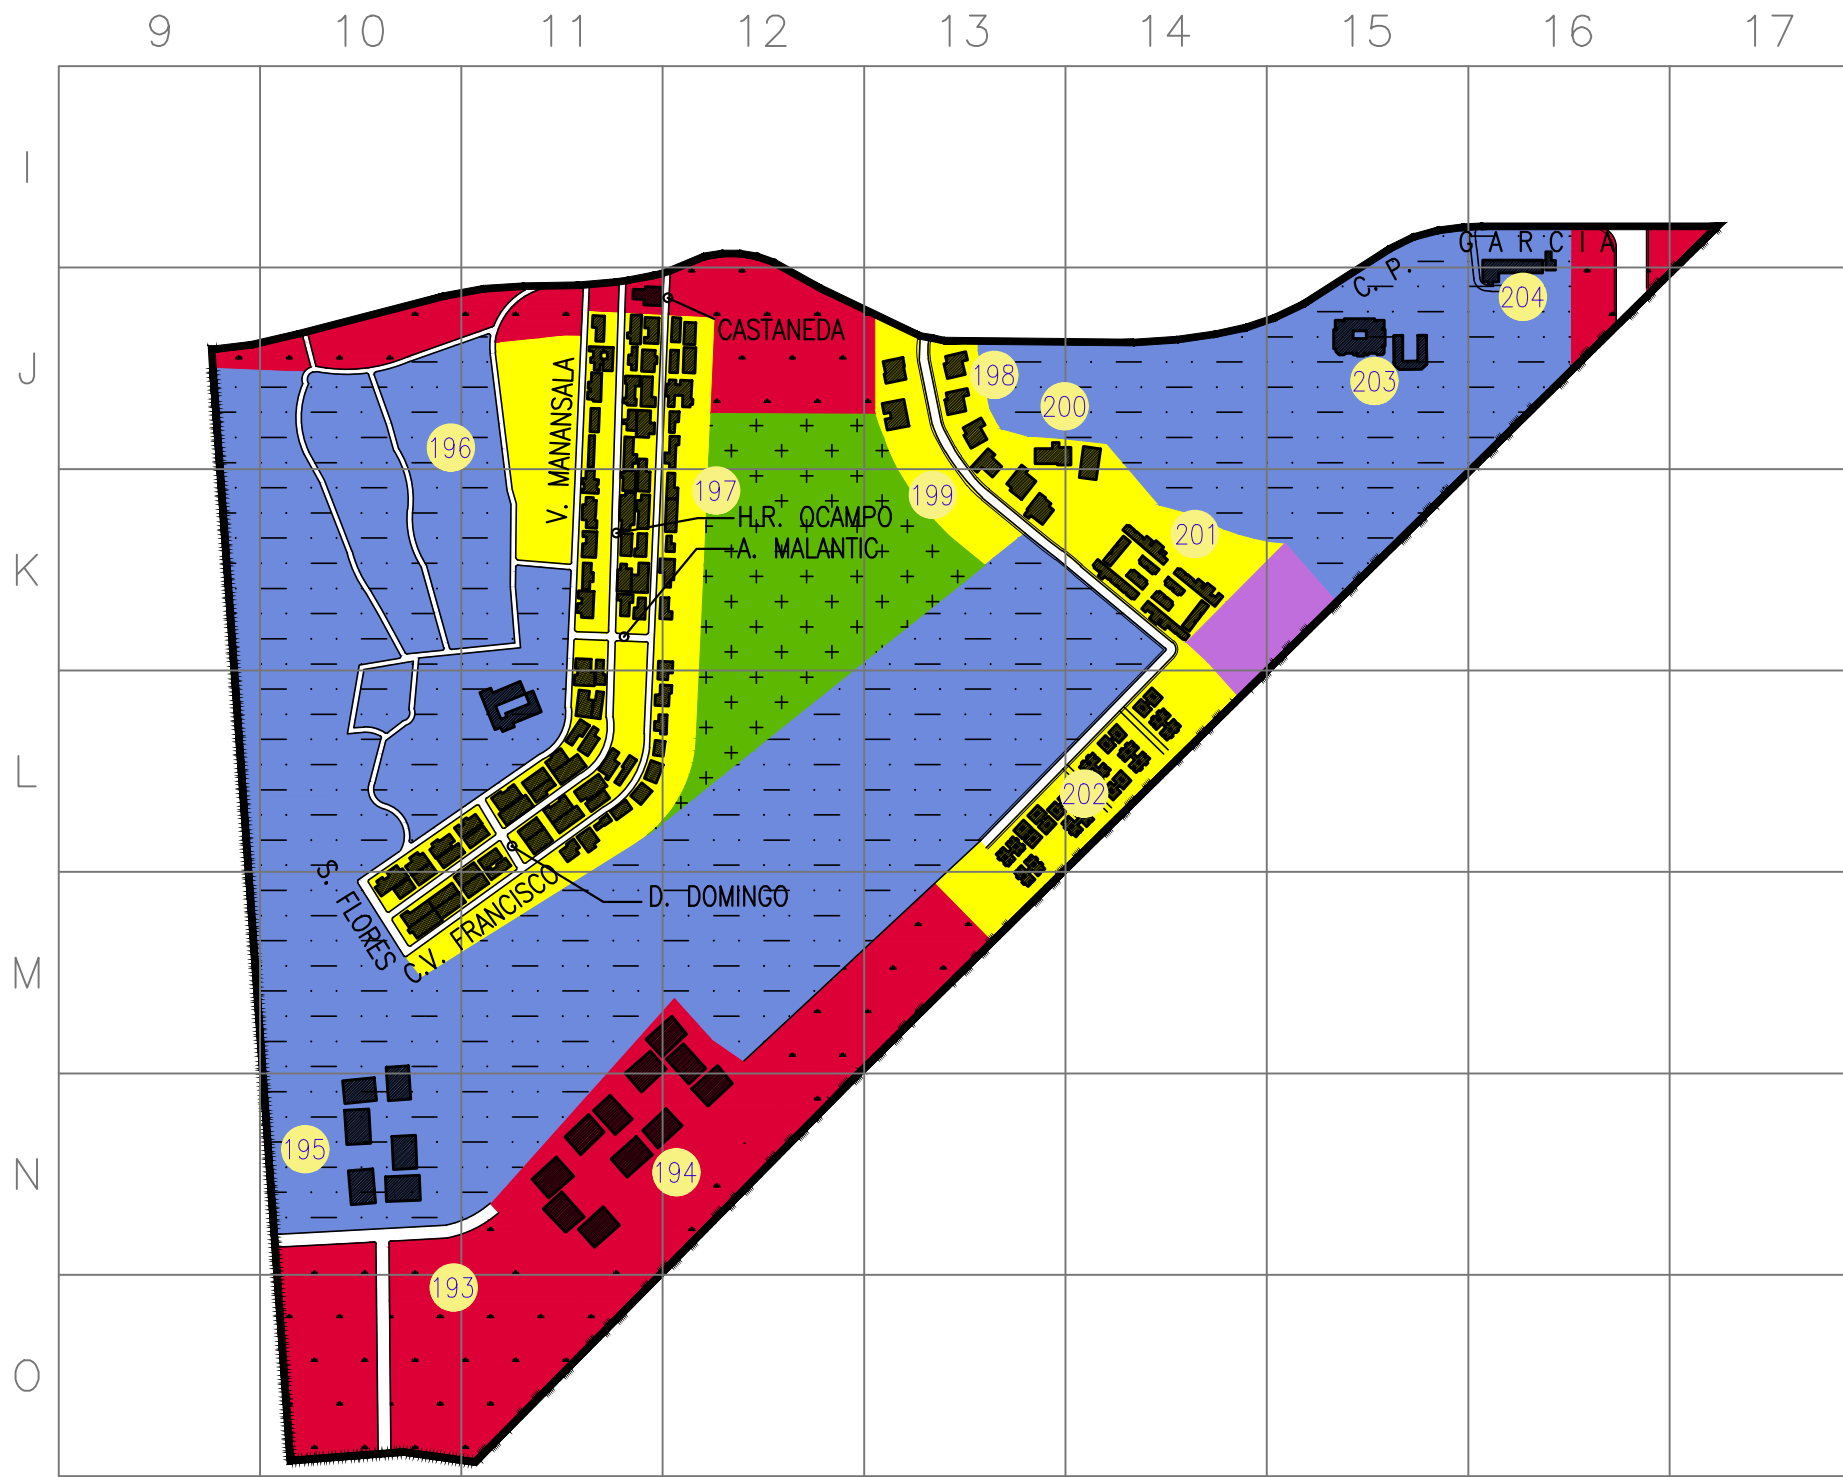 9 10 11 12 13 14 15 16 17
I
GARCIA
C. P.
204
CASTANEDA
J
198
203
200
V. MANANSALA
196
197
199
H.R. OCAMPO
201
A. MALANTIC
K
L
202
S. FLORES
C.V. FRANCISCO
D. DOMINGO
M
195
194
N
193
O